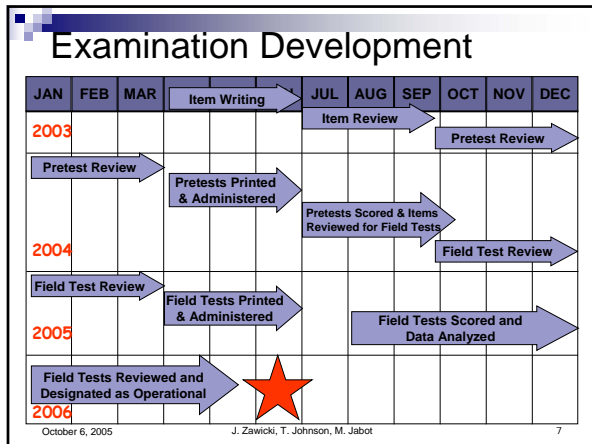 Examination Development
JAN FEB MAR JUL AUG SEP OCT NOV DEC
Item Writing
Item Review
2003
Pretest Review
Pretest Review
Pretests Printed
& Administered
Pretests Scored & Items
Reviewed for Field Tests
2004
Field Test Review
Field Test Review
Field Tests Printed
& Administered
2005
Field Tests Scored and
Data Analyzed
Field Tests Reviewed and
Designated as Operational
2006
October 6, 2005 J. Zawicki, T. Johnson, M. Jabot 7